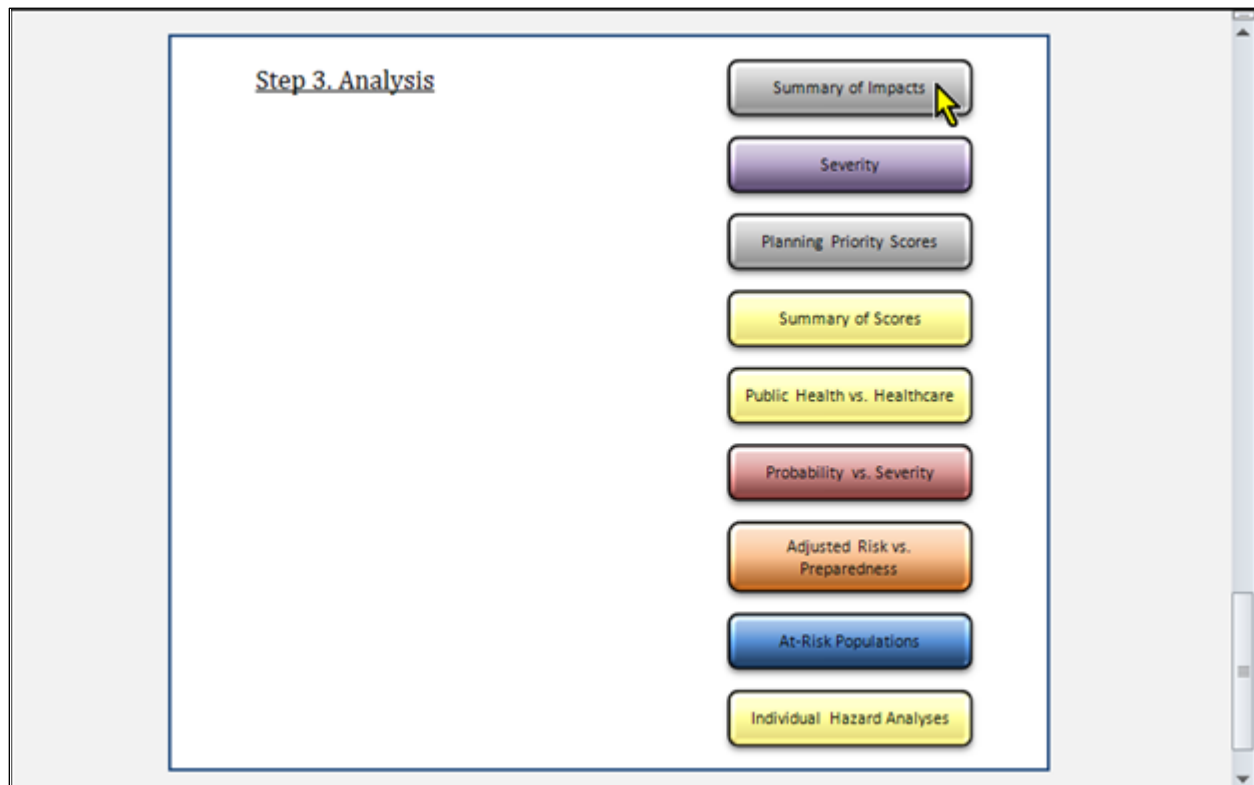 Step 3. Analysis
Summary of Impacts
Severity
Planning Priority Scores
Summary of Scores
Public Health vs. Healthcare
Probability vs. Severity
Adjusted Risk vs.
Preparedness
At-Risk Populations
Individual Hazard Analyses